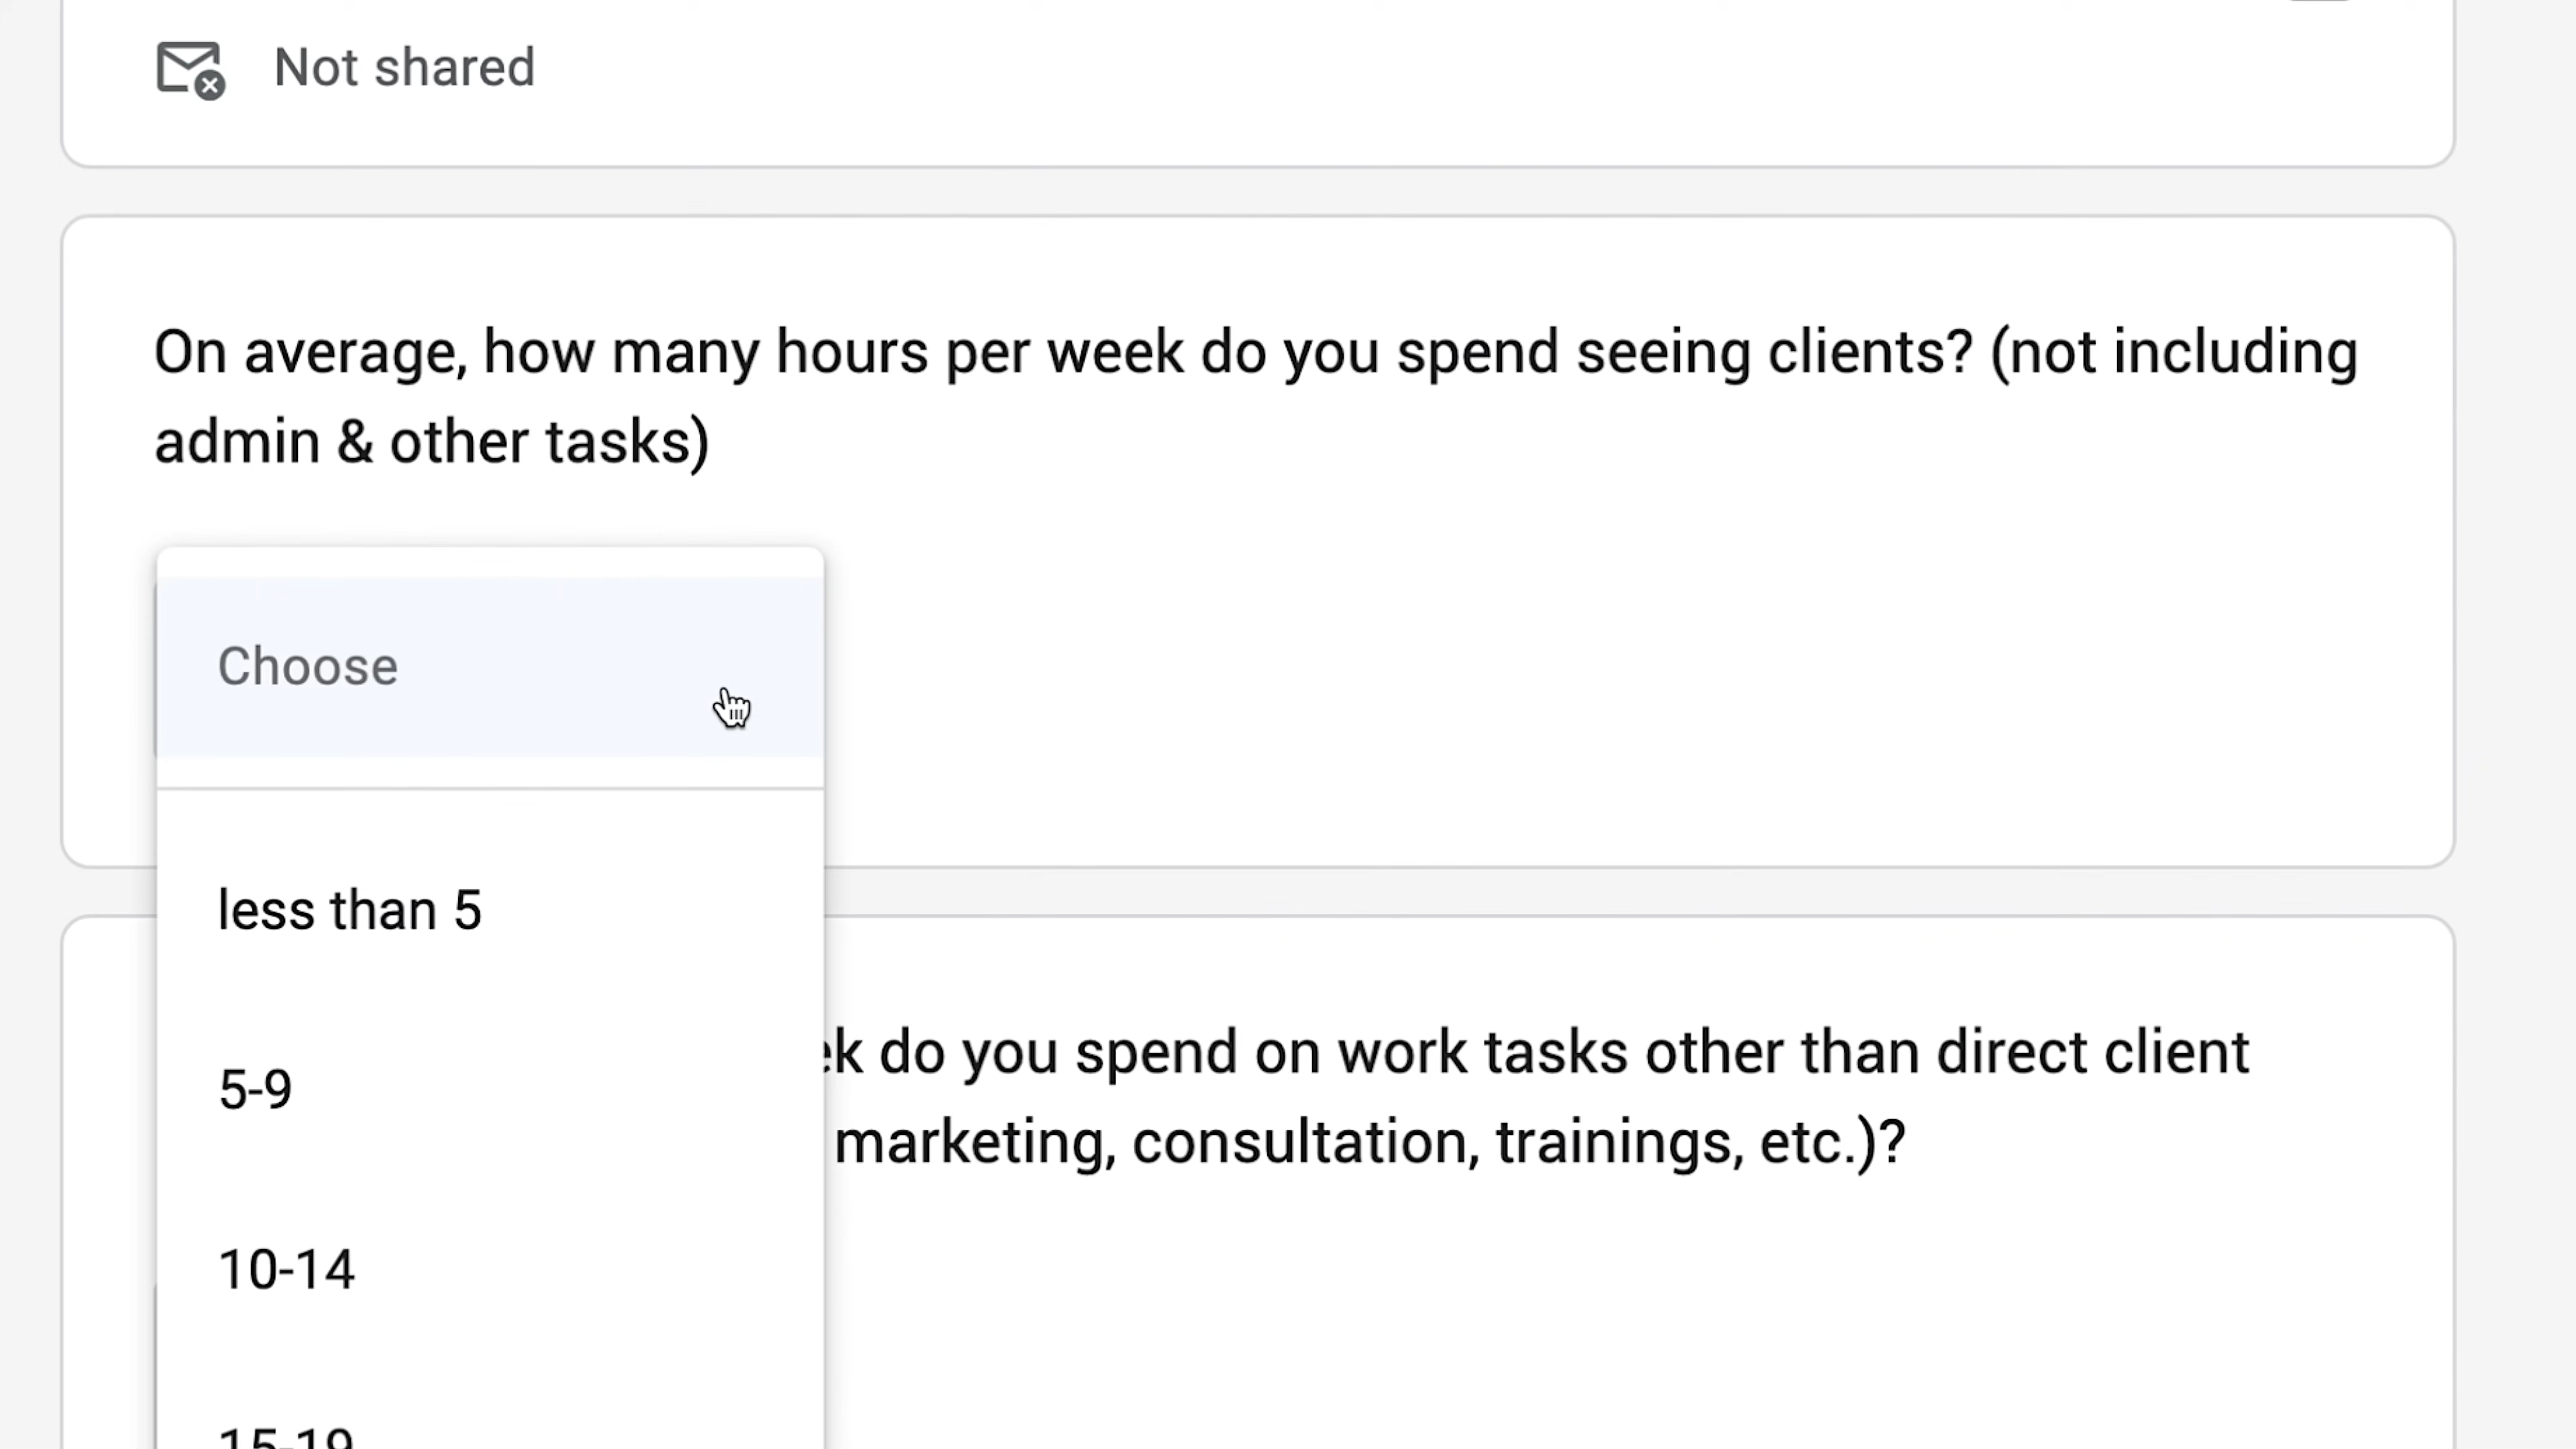 Not shared
On average, how many hours per week do you spend seeing clients? (not including
admin & other tasks)
Choose
less than 5
do you spend on work tasks other than direct client
5-9
marketing, consultation, trainings, etc.)?
10-14
15-19